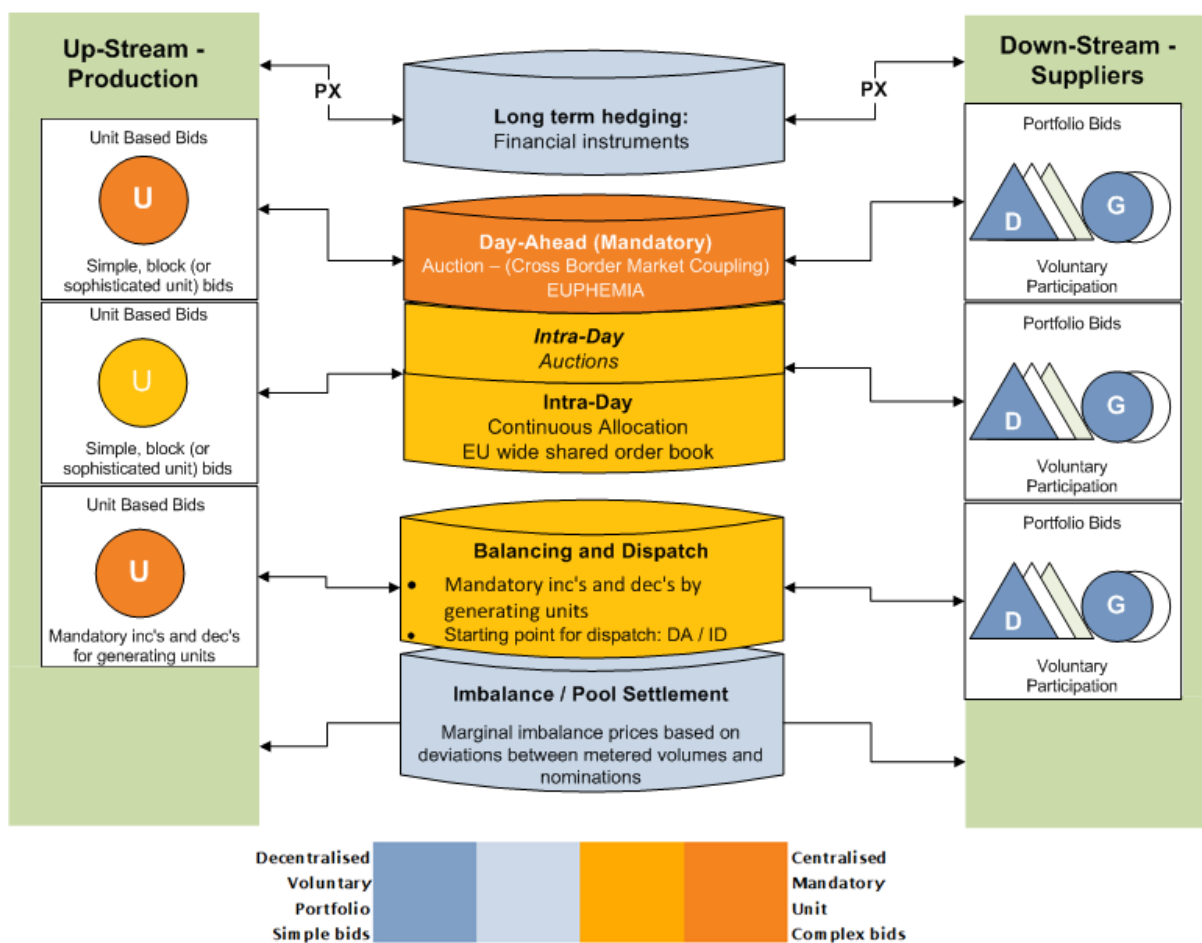 Up-Stream -
Production
Unit Based Bids
U
Simple, block (or
sophisticated unit) bids
Unit Based Bids
U
Simple, block (or
sophisticated unit) bids
Unit Based Bids
U
Mandatory inc's and dec's
for generating units
PX
Long term hedging:
Financial instruments
PX
Day-Ahead (Mandatory)
Auction – (Cross Border Market Coupling)
EUPHEMIA
Intra-Day
Auctions
Intra-Day
Continuous Allocation
EU wide shared order book
Balancing and Dispatch
• Mandatory inc's and dec's by
generating units
• Starting point for dispatch: DA / ID
Imbalance / Pool Settlement
Marginal imbalance prices based on
deviations between metered volumes and
nominations
Down-Stream -
Suppliers
Portfolio Bids
D G
Voluntary
Participation
Portfolio Bids
D G
Voluntary
Participation
Portfolio Bids
D G
Voluntary
Participation
Decentralised
Voluntary
Portfolio
Simple bids
Centralised
Mandatory
Unit
Complex bids